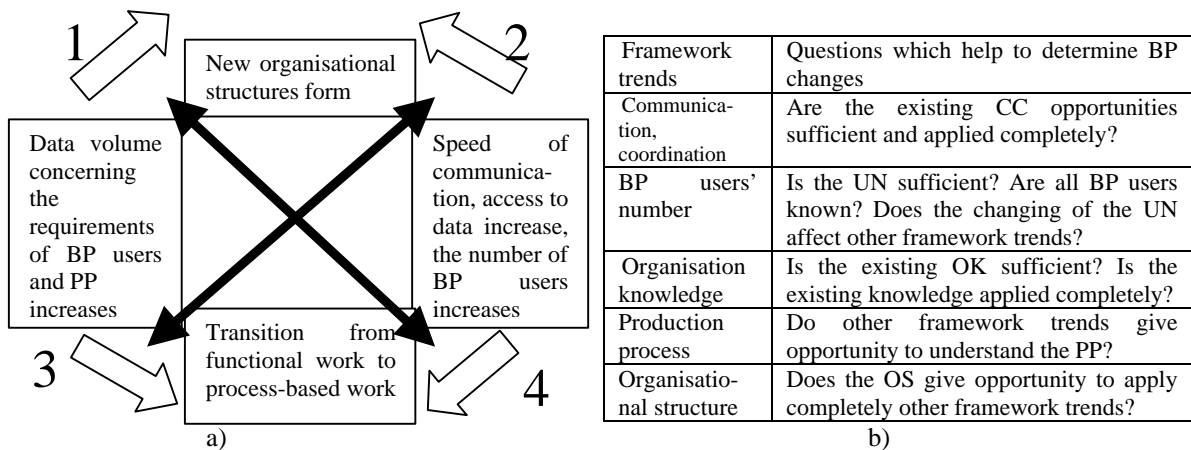 1
2
New organisational
structures form
Data volume
concerning
the
requirements
of BP users
and PP
increases
Speed of
communica-
tion, access to
data increase,
the number of
BP users
increases
Transition from
functional work to
process-based work
3
4
a)
Framework
trends
Questions which help to determine BP
changes
Communica-
tion,
coordination
Are the existing CC opportunities
sufficient and applied completely?
BP users’
number
Is the UN sufficient? Are all BP users
known? Does the changing of the UN
affect other framework trends?
Organisation
knowledge
Is the existing OK sufficient? Is the
existing knowledge applied completely?
Production
process
Do other framework trends give
opportunity to understand the PP?
Organisatio-
nal structure
Does the OS give opportunity to apply
completely other framework trends?
b)